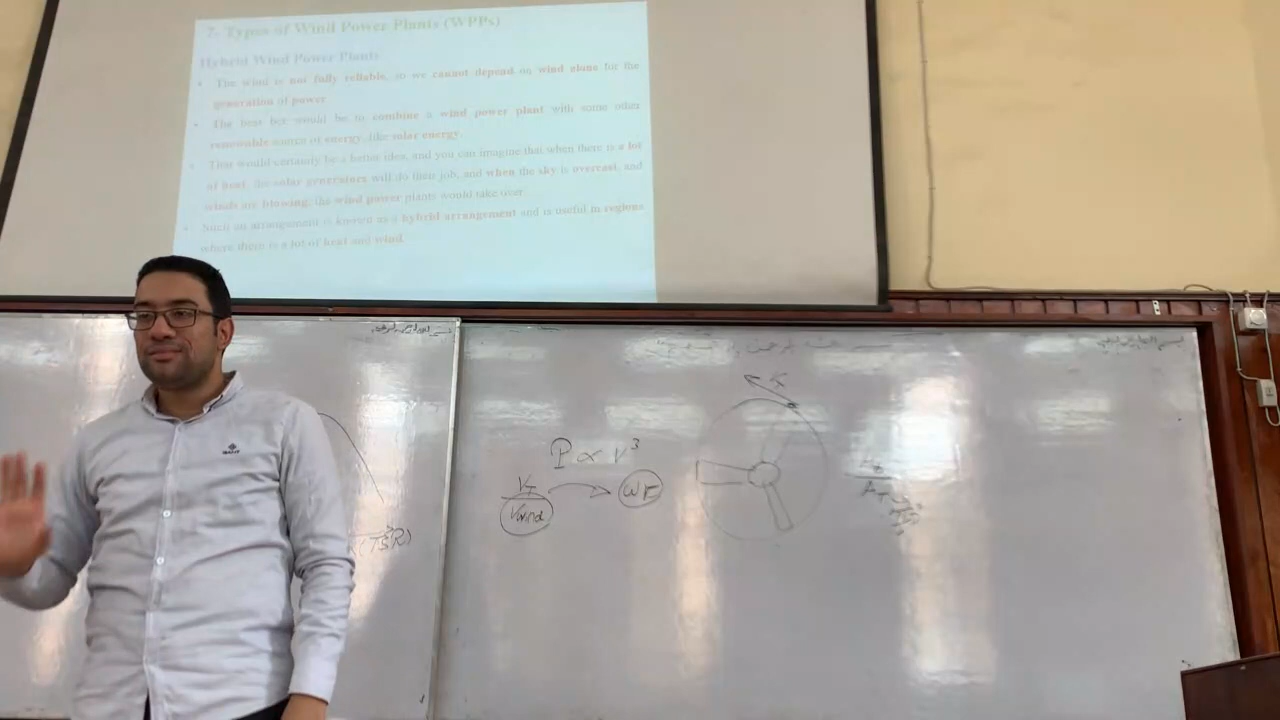 7- Types of Wind Power Plants (WPPs)
Hybrid Wind Power Plants
• The wind is not fully reliable, so we cannot depend on wind alone for the
generation of power.
• The best bet would be to combine a wind power plant with some other
renewable source of energy, like solar energy.
• That would certainly be a better idea, and you can imagine that when there is a lot
of heat, the solar generators will do their job, and when the sky is overcast, and
winds are blowing, the wind power plants would take over.
• Such an arrangement is known as a hybrid arrangement and is useful in regions
where there is a lot of heat and wind.
P ∝ V³
V_T
V_wind
(TSR)
GANT